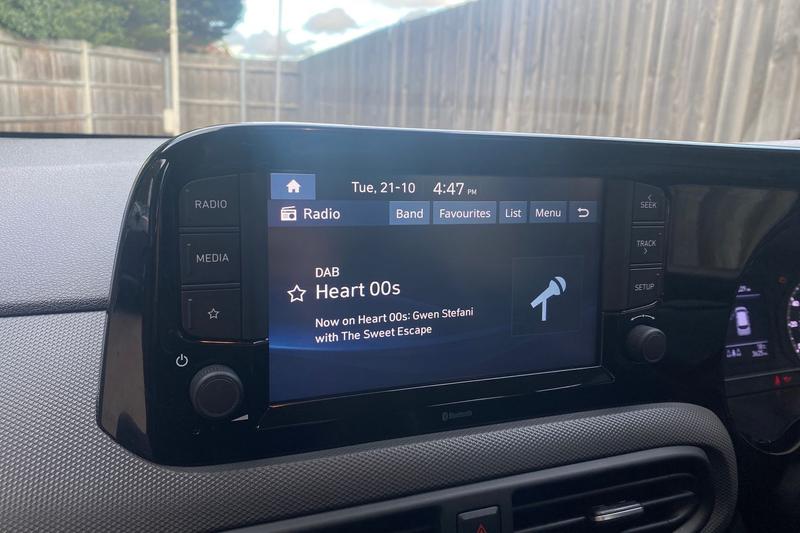 Tue, 21-10 4:47 PM
RADIO
Radio Band Favourites List Menu
SEEK
MEDIA
TRACK
DAB
Heart 00s
SETUP
Now on Heart 00s: Gwen Stefani
with The Sweet Escape
Bluetooth